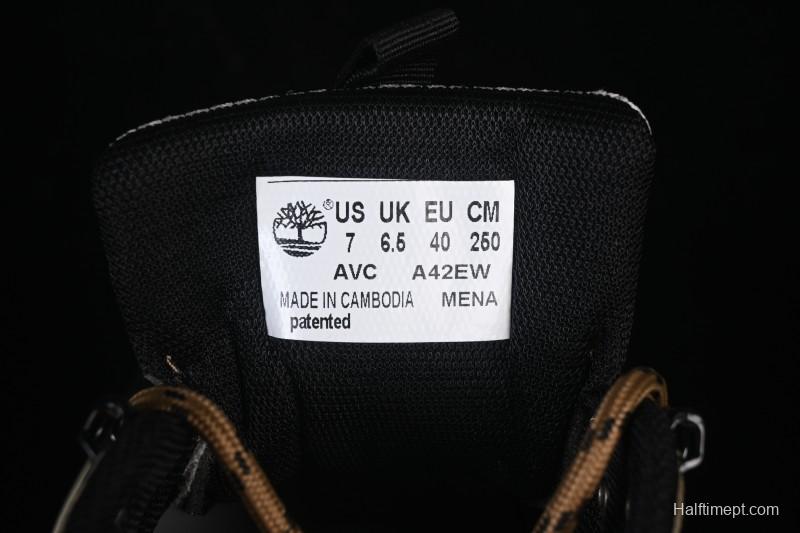 ® US UK EU CM
7 6.5 40 250
AVC A42EW
MADE IN CAMBODIA MENA
patented
Halftimept.com